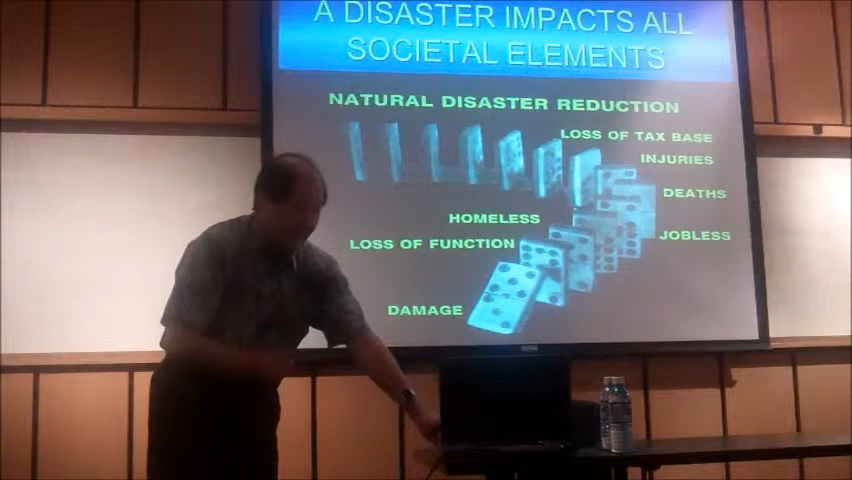 A DISASTER IMPACTS ALL
SOCIETAL ELEMENTS
NATURAL DISASTER REDUCTION
LOSS OF TAX BASE
INJURIES
DEATHS
HOMELESS
JOBLESS
LOSS OF FUNCTION
DAMAGE